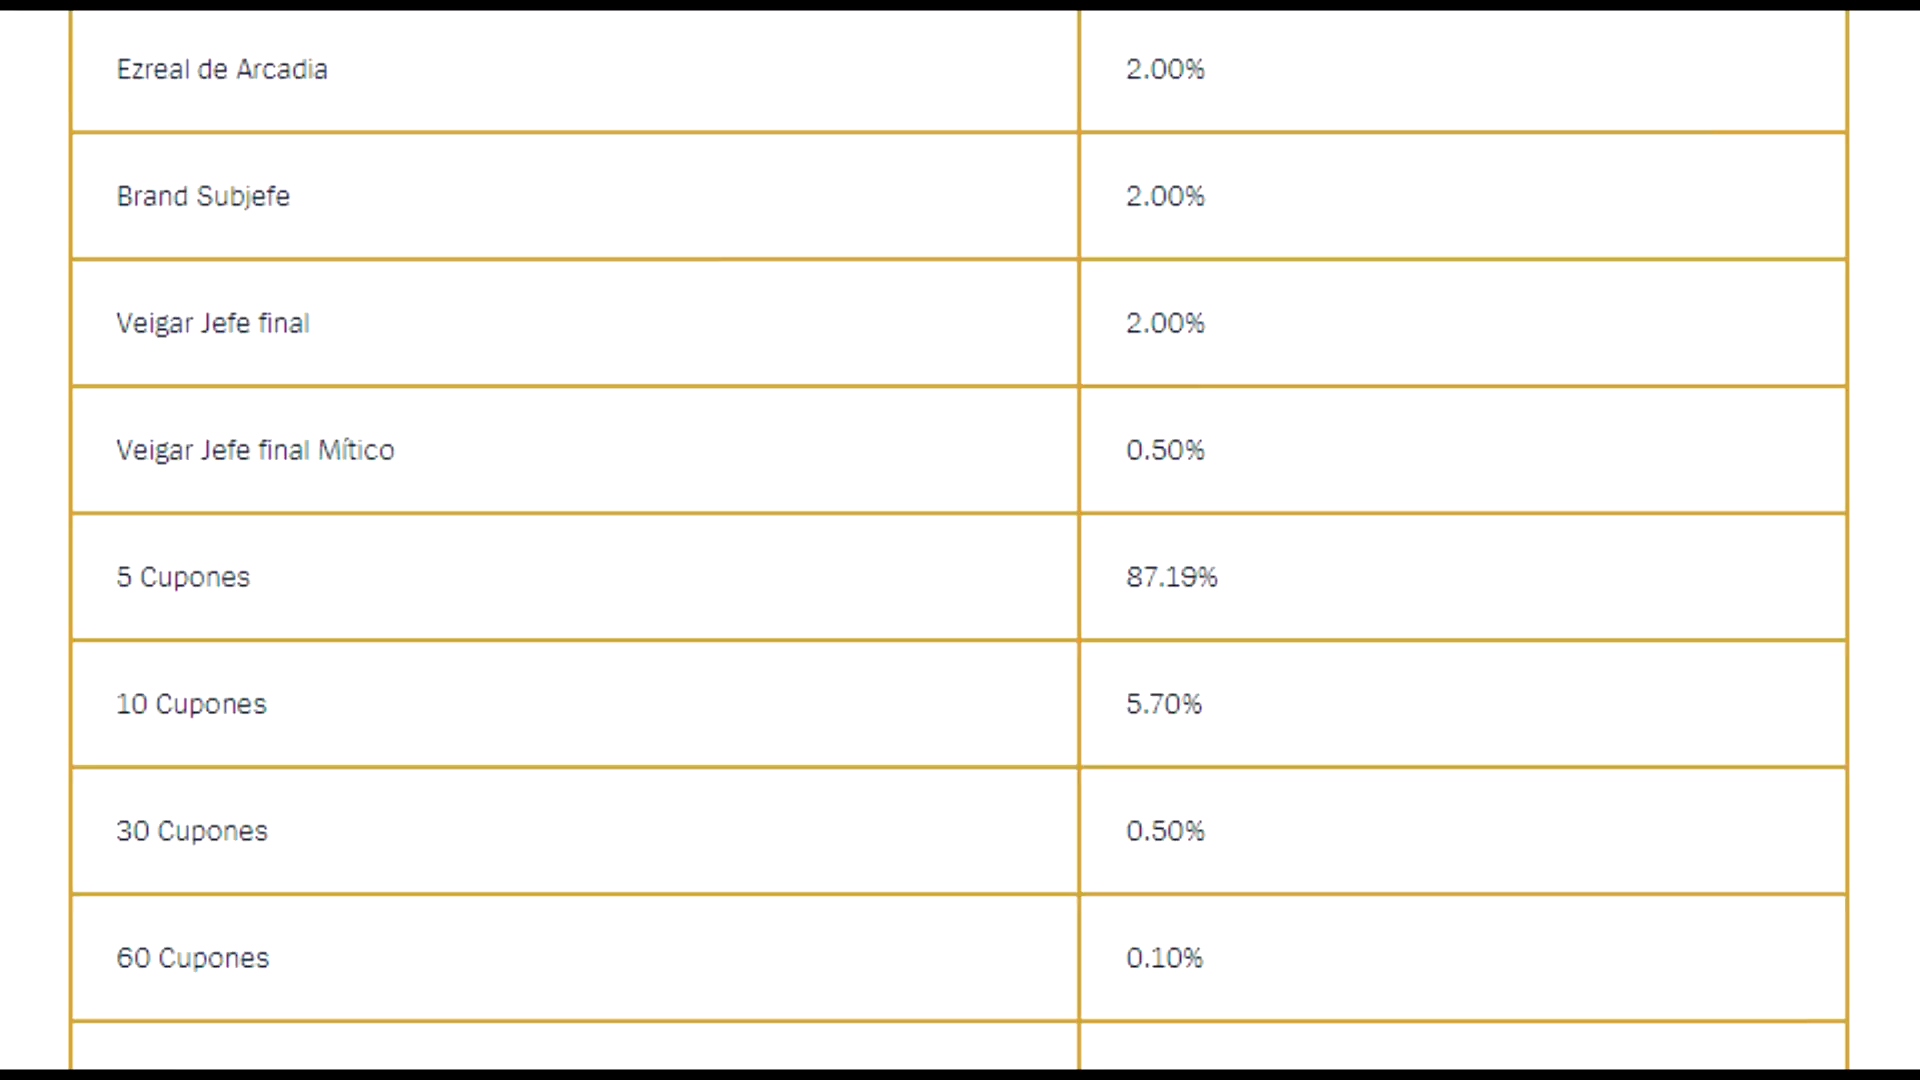 Ezreal de Arcadia 2.00%
Brand Subjefe 2.00%
Veigar Jefe final 2.00%
Veigar Jefe final Mítico 0.50%
5 Cupones 87.19%
10 Cupones 5.70%
30 Cupones 0.50%
60 Cupones 0.10%